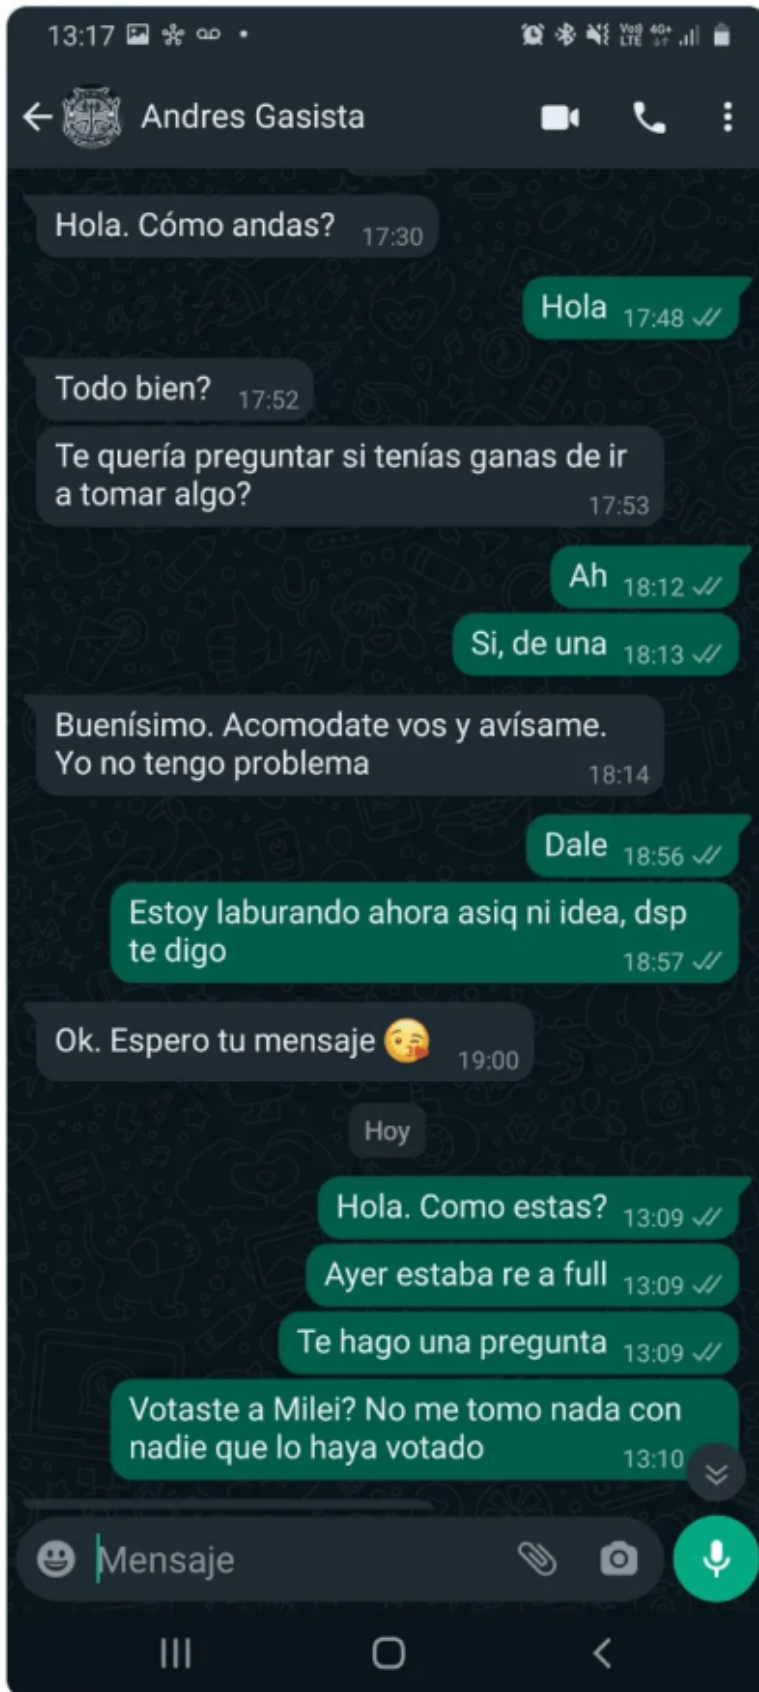 13:17
VoLTE 4G+
Andres Gasista
Hola. Cómo andas? 17:30
Hola 17:48
Todo bien? 17:52
Te quería preguntar si tenías ganas de ir
a tomar algo? 17:53
Ah 18:12
Si, de una 18:13
Buenísimo. Acomodate vos y avísame.
Yo no tengo problema 18:14
Dale 18:56
Estoy laburando ahora asiq ni idea, dsp
te digo 18:57
Ok. Espero tu mensaje 😘 19:00
Hoy
Hola. Como estas? 13:09
Ayer estaba re a full 13:09
Te hago una pregunta 13:09
Votaste a Milei? No me tomo nada con
nadie que lo haya votado 13:10
Mensaje